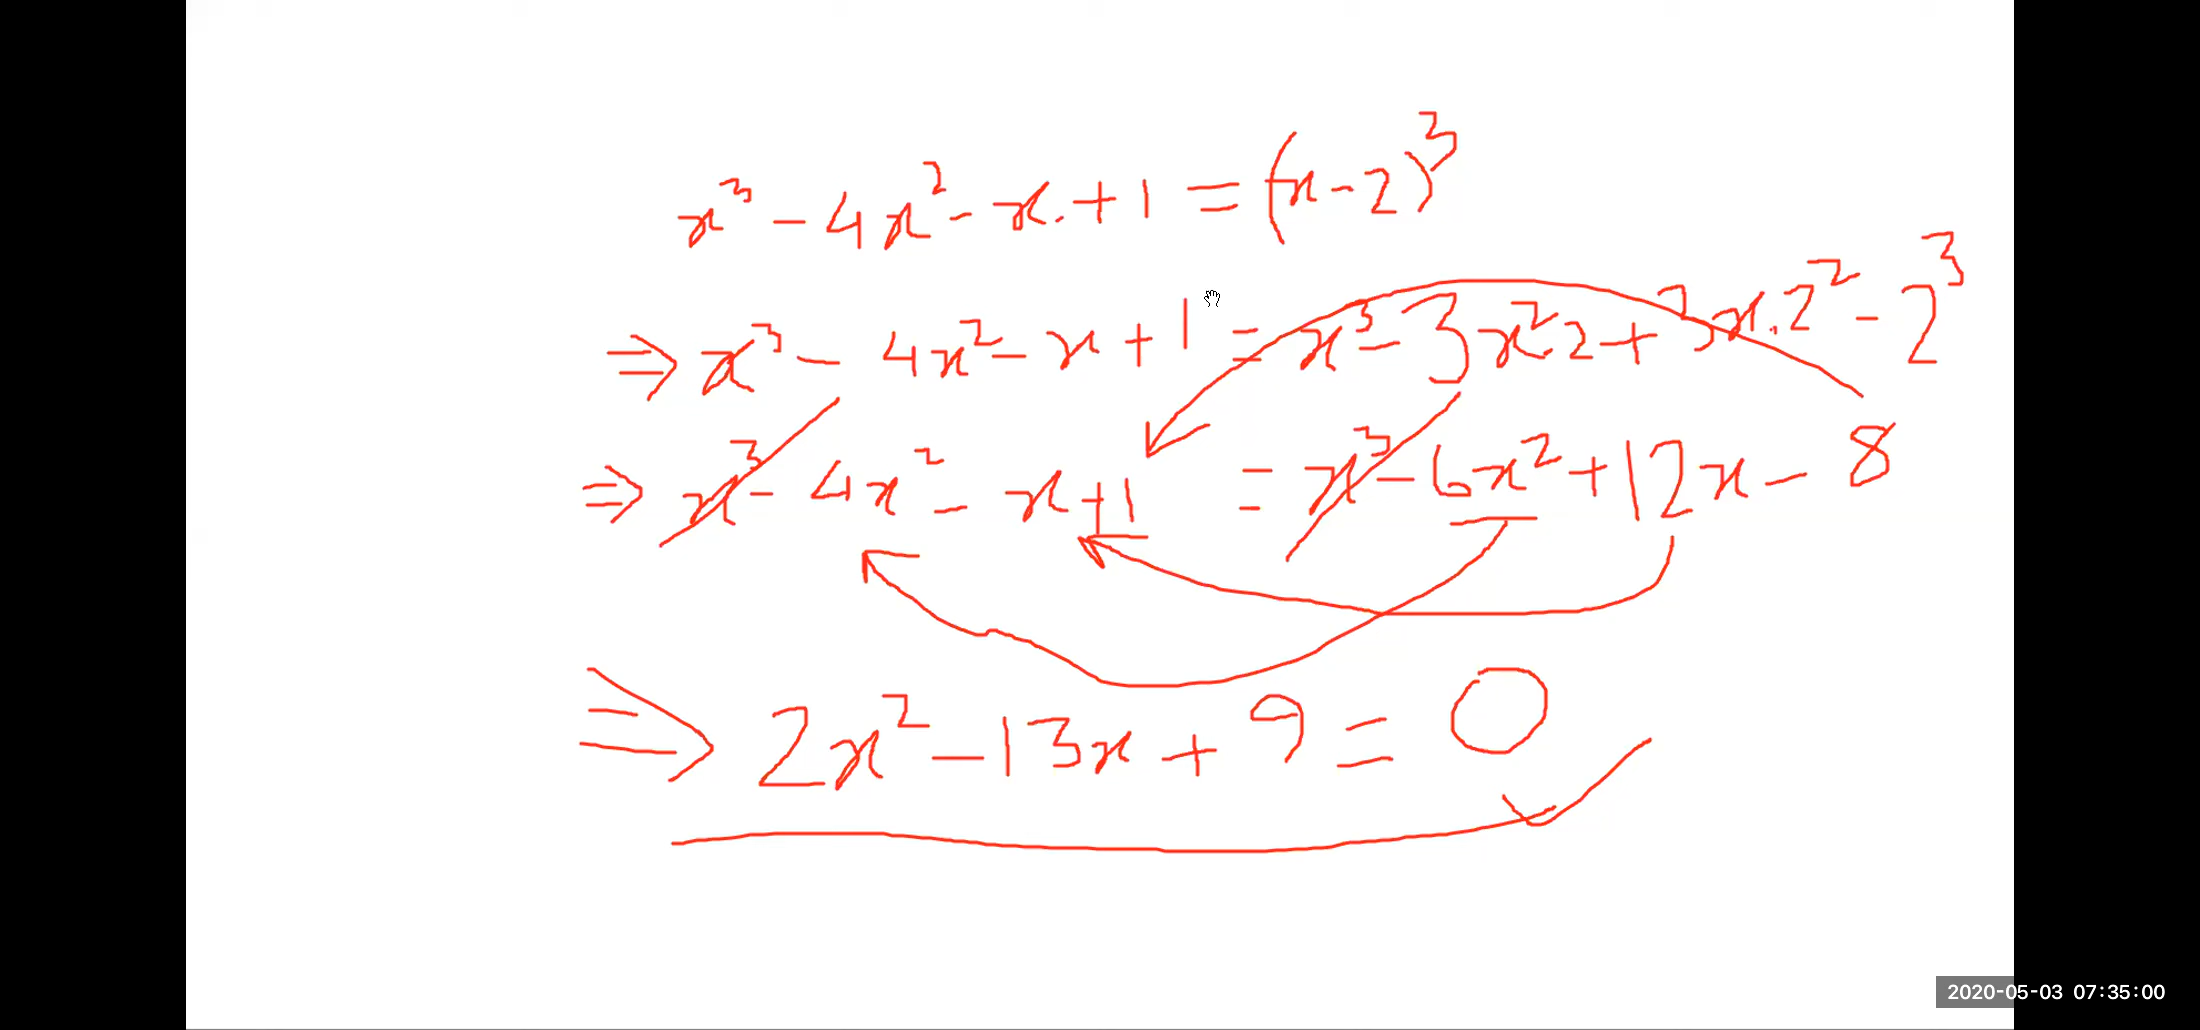 x³ - 4x² - x + 1 = (x - 2)³
⇒ x³ - 4x² - x + 1 = x³ - 3x².2 + 3x.2² - 2³
⇒ x³ - 4x² - x + 1 = x³ - 6x² + 12x - 8
⇒ 2x² - 13x + 9 = 0
2020-05-03 07:35:00